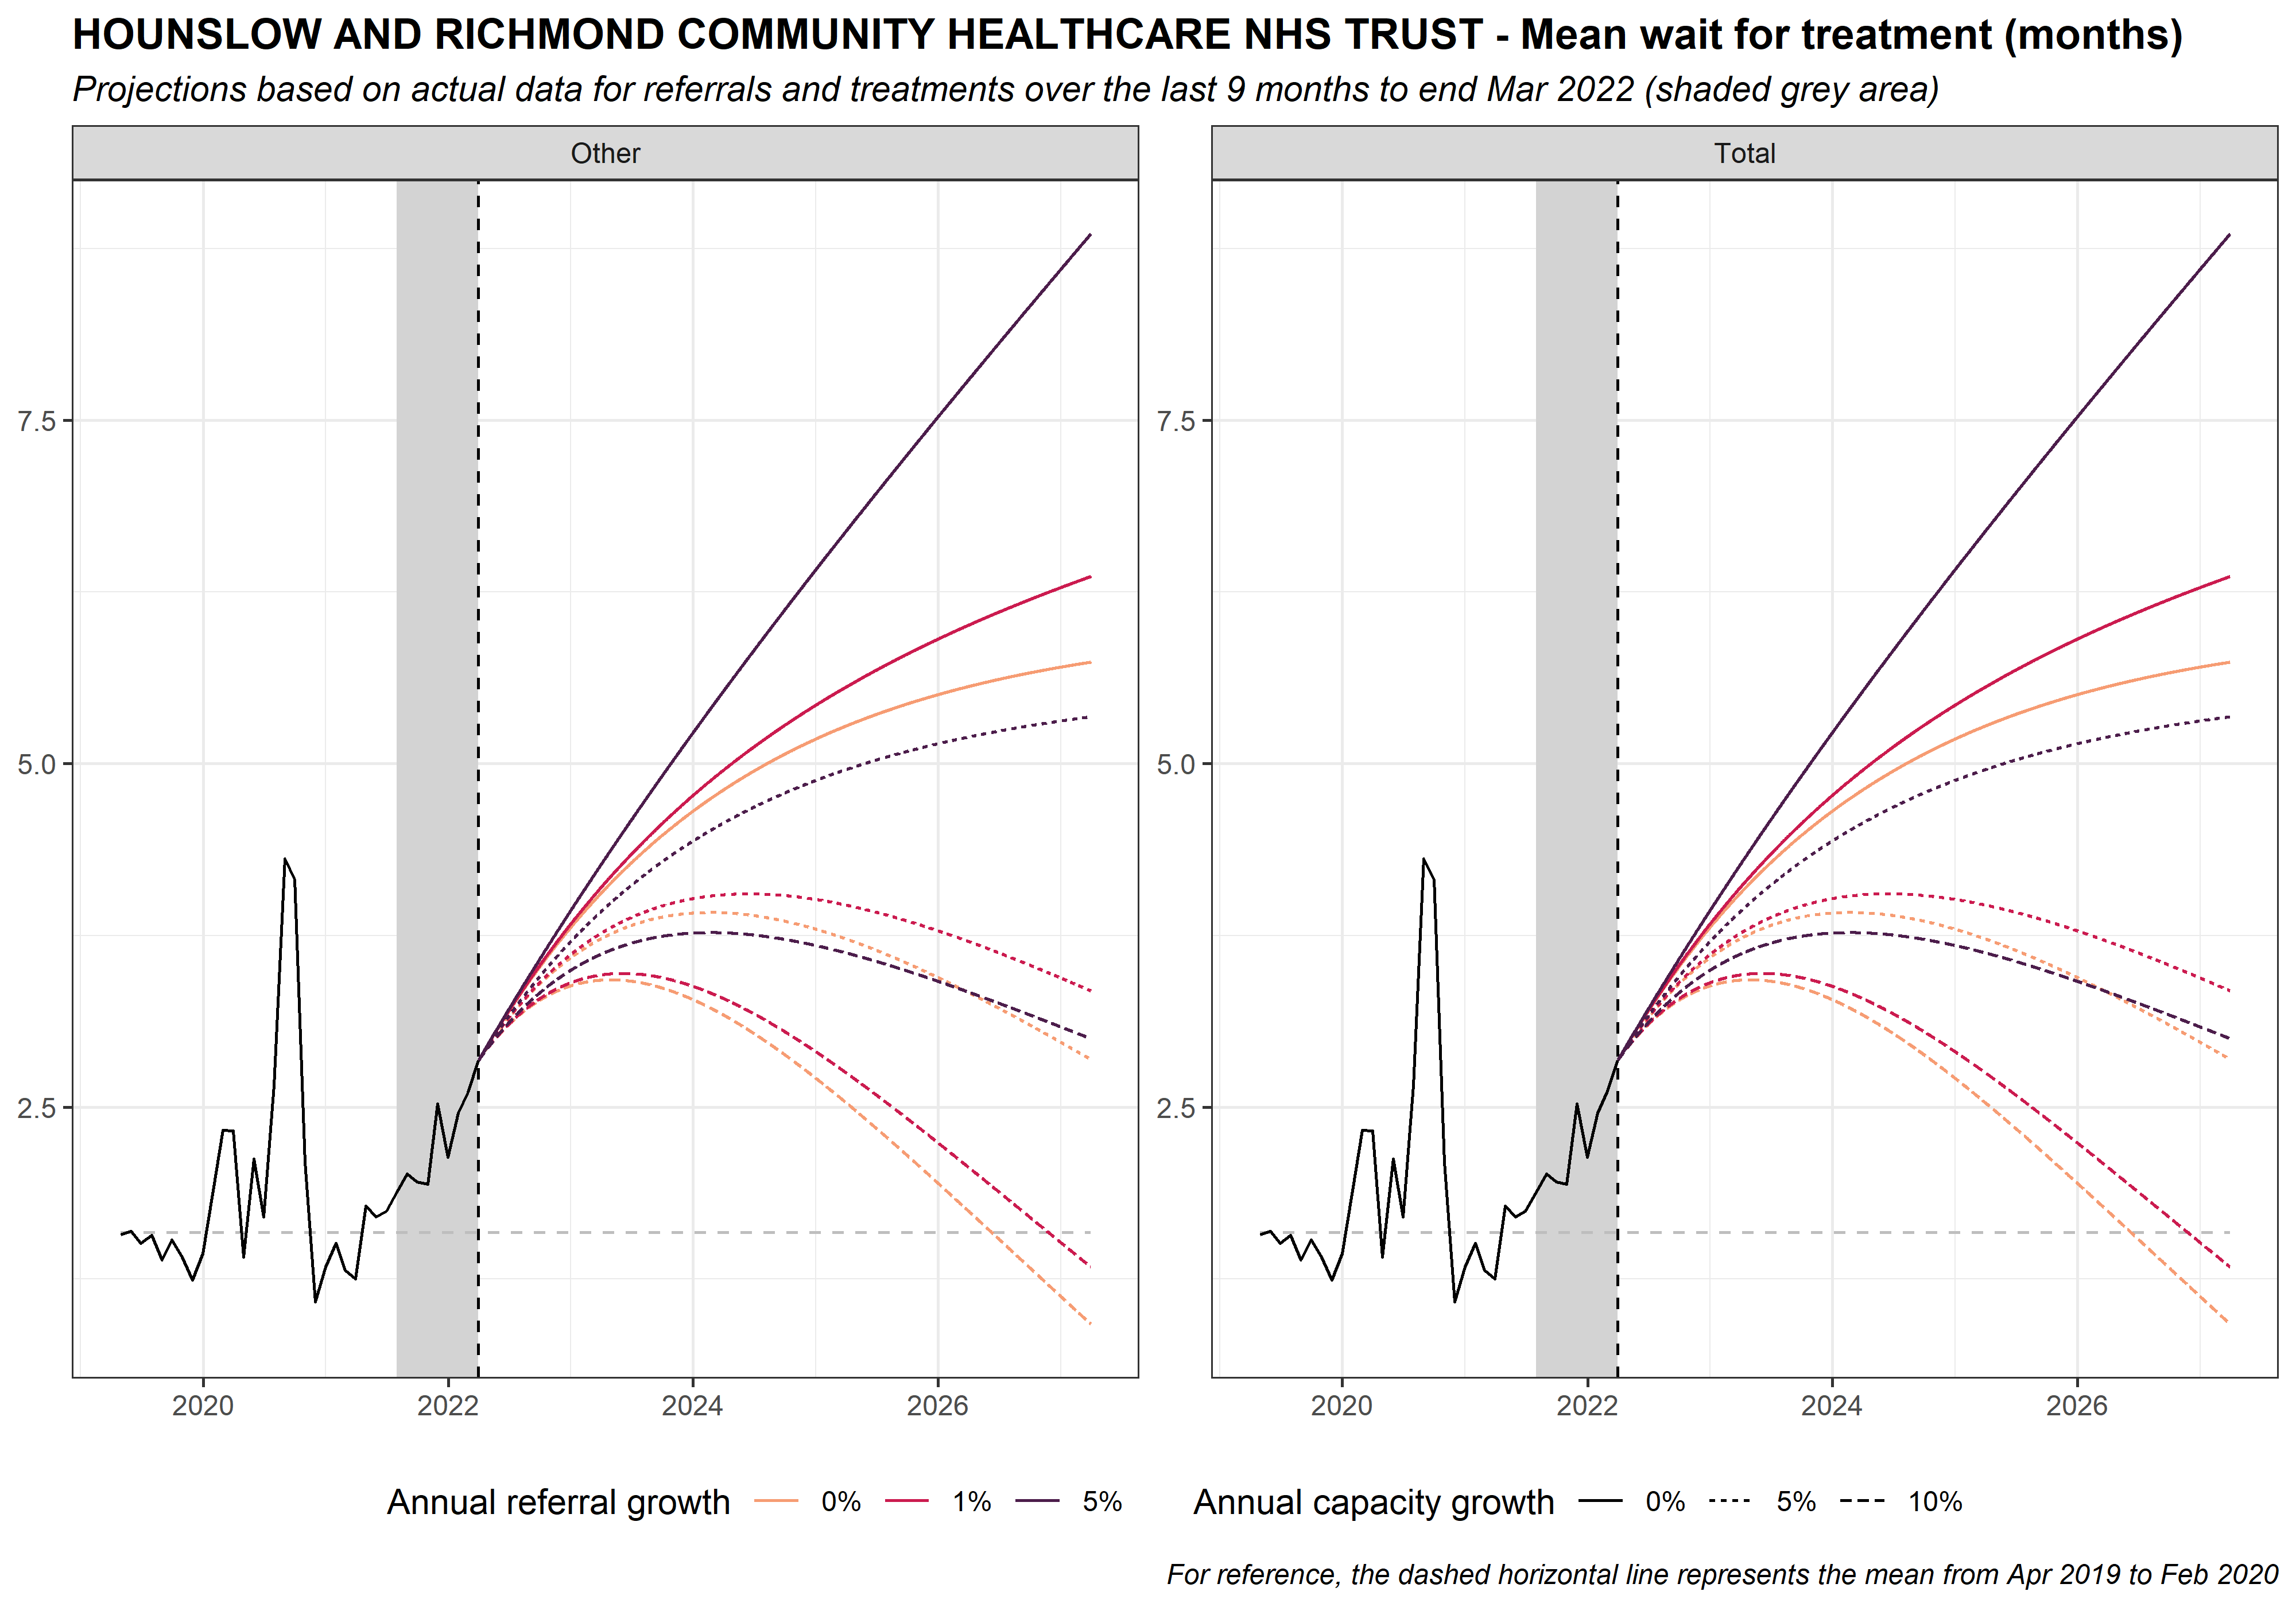 HOUNSLOW AND RICHMOND COMMUNITY HEALTHCARE NHS TRUST - Mean wait for treatment (months)
Projections based on actual data for referrals and treatments over the last 9 months to end Mar 2022 (shaded grey area)
Other
Total
7.5
5.0
2.5
7.5
5.0
2.5
2020 2022 2024 2026
2020 2022 2024 2026
Annual referral growth 0% 1% 5%
Annual capacity growth 0% 5% 10%
For reference, the dashed horizontal line represents the mean from Apr 2019 to Feb 2020